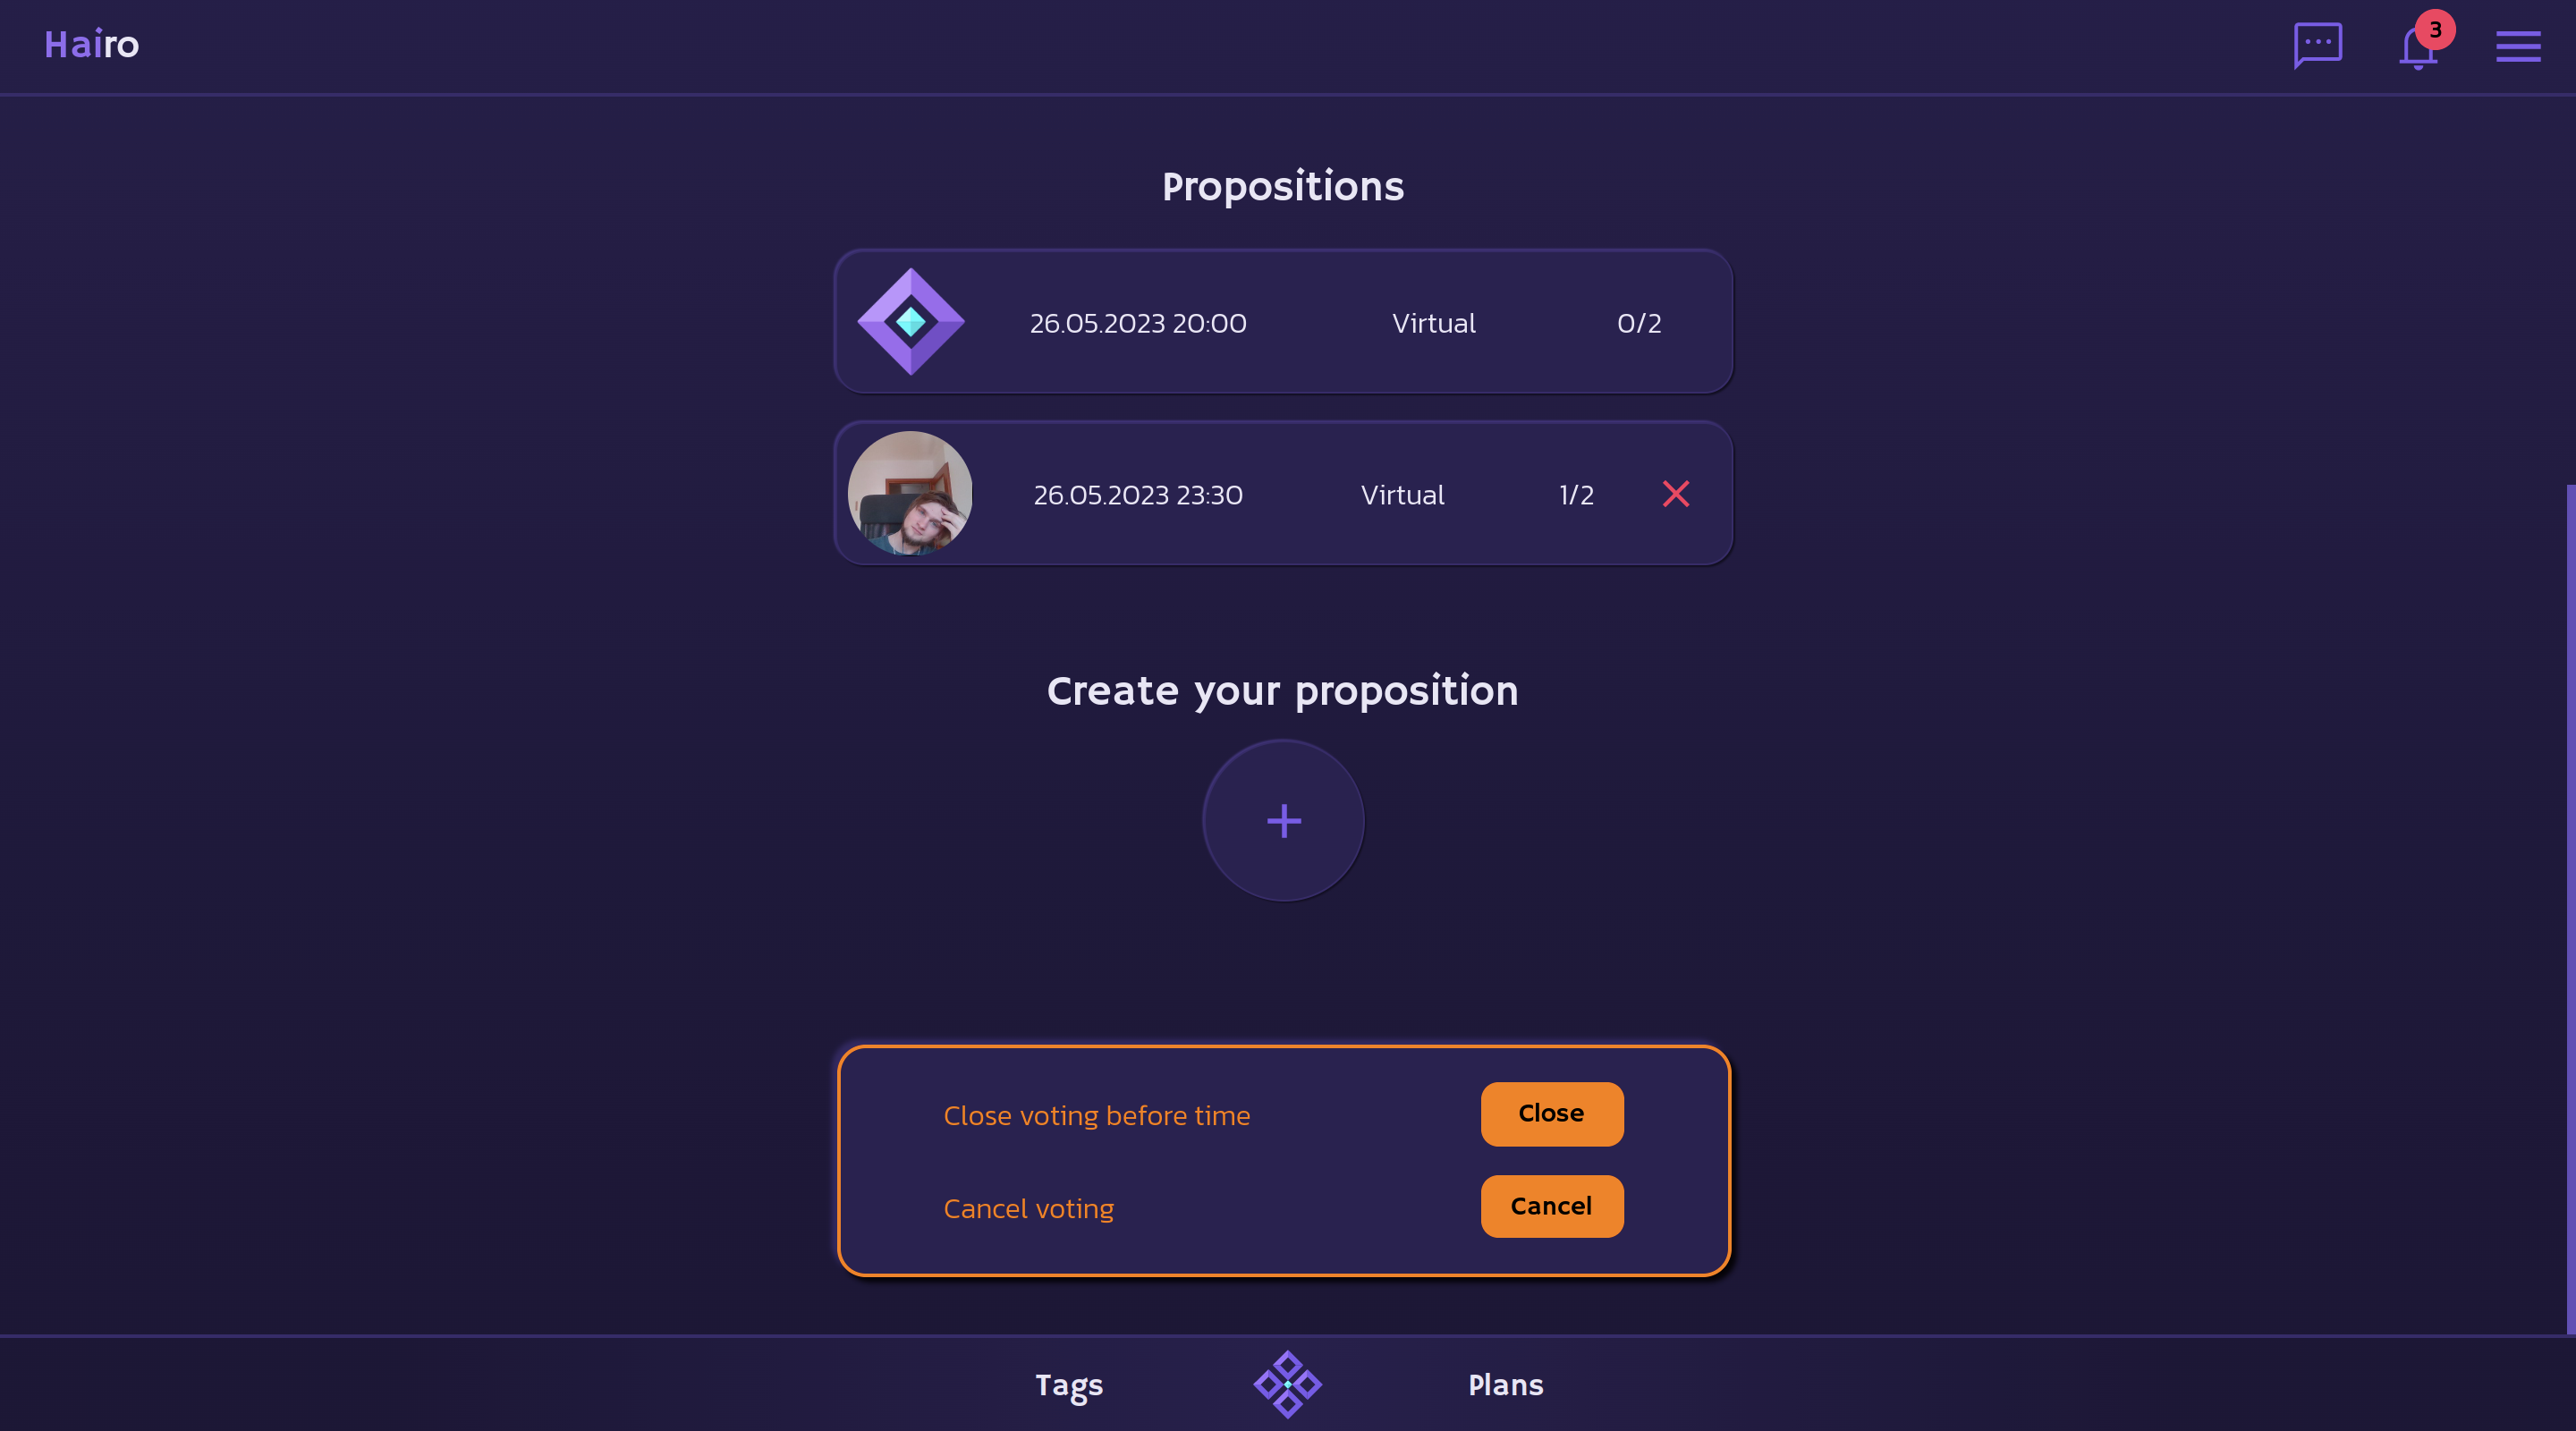 Hairo
3
Propositions
26.05.2023 20:00 Virtual 0/2
26.05.2023 23:30 Virtual 1/2
Create your proposition
Close voting before time Close
Cancel voting Cancel
Tags Plans